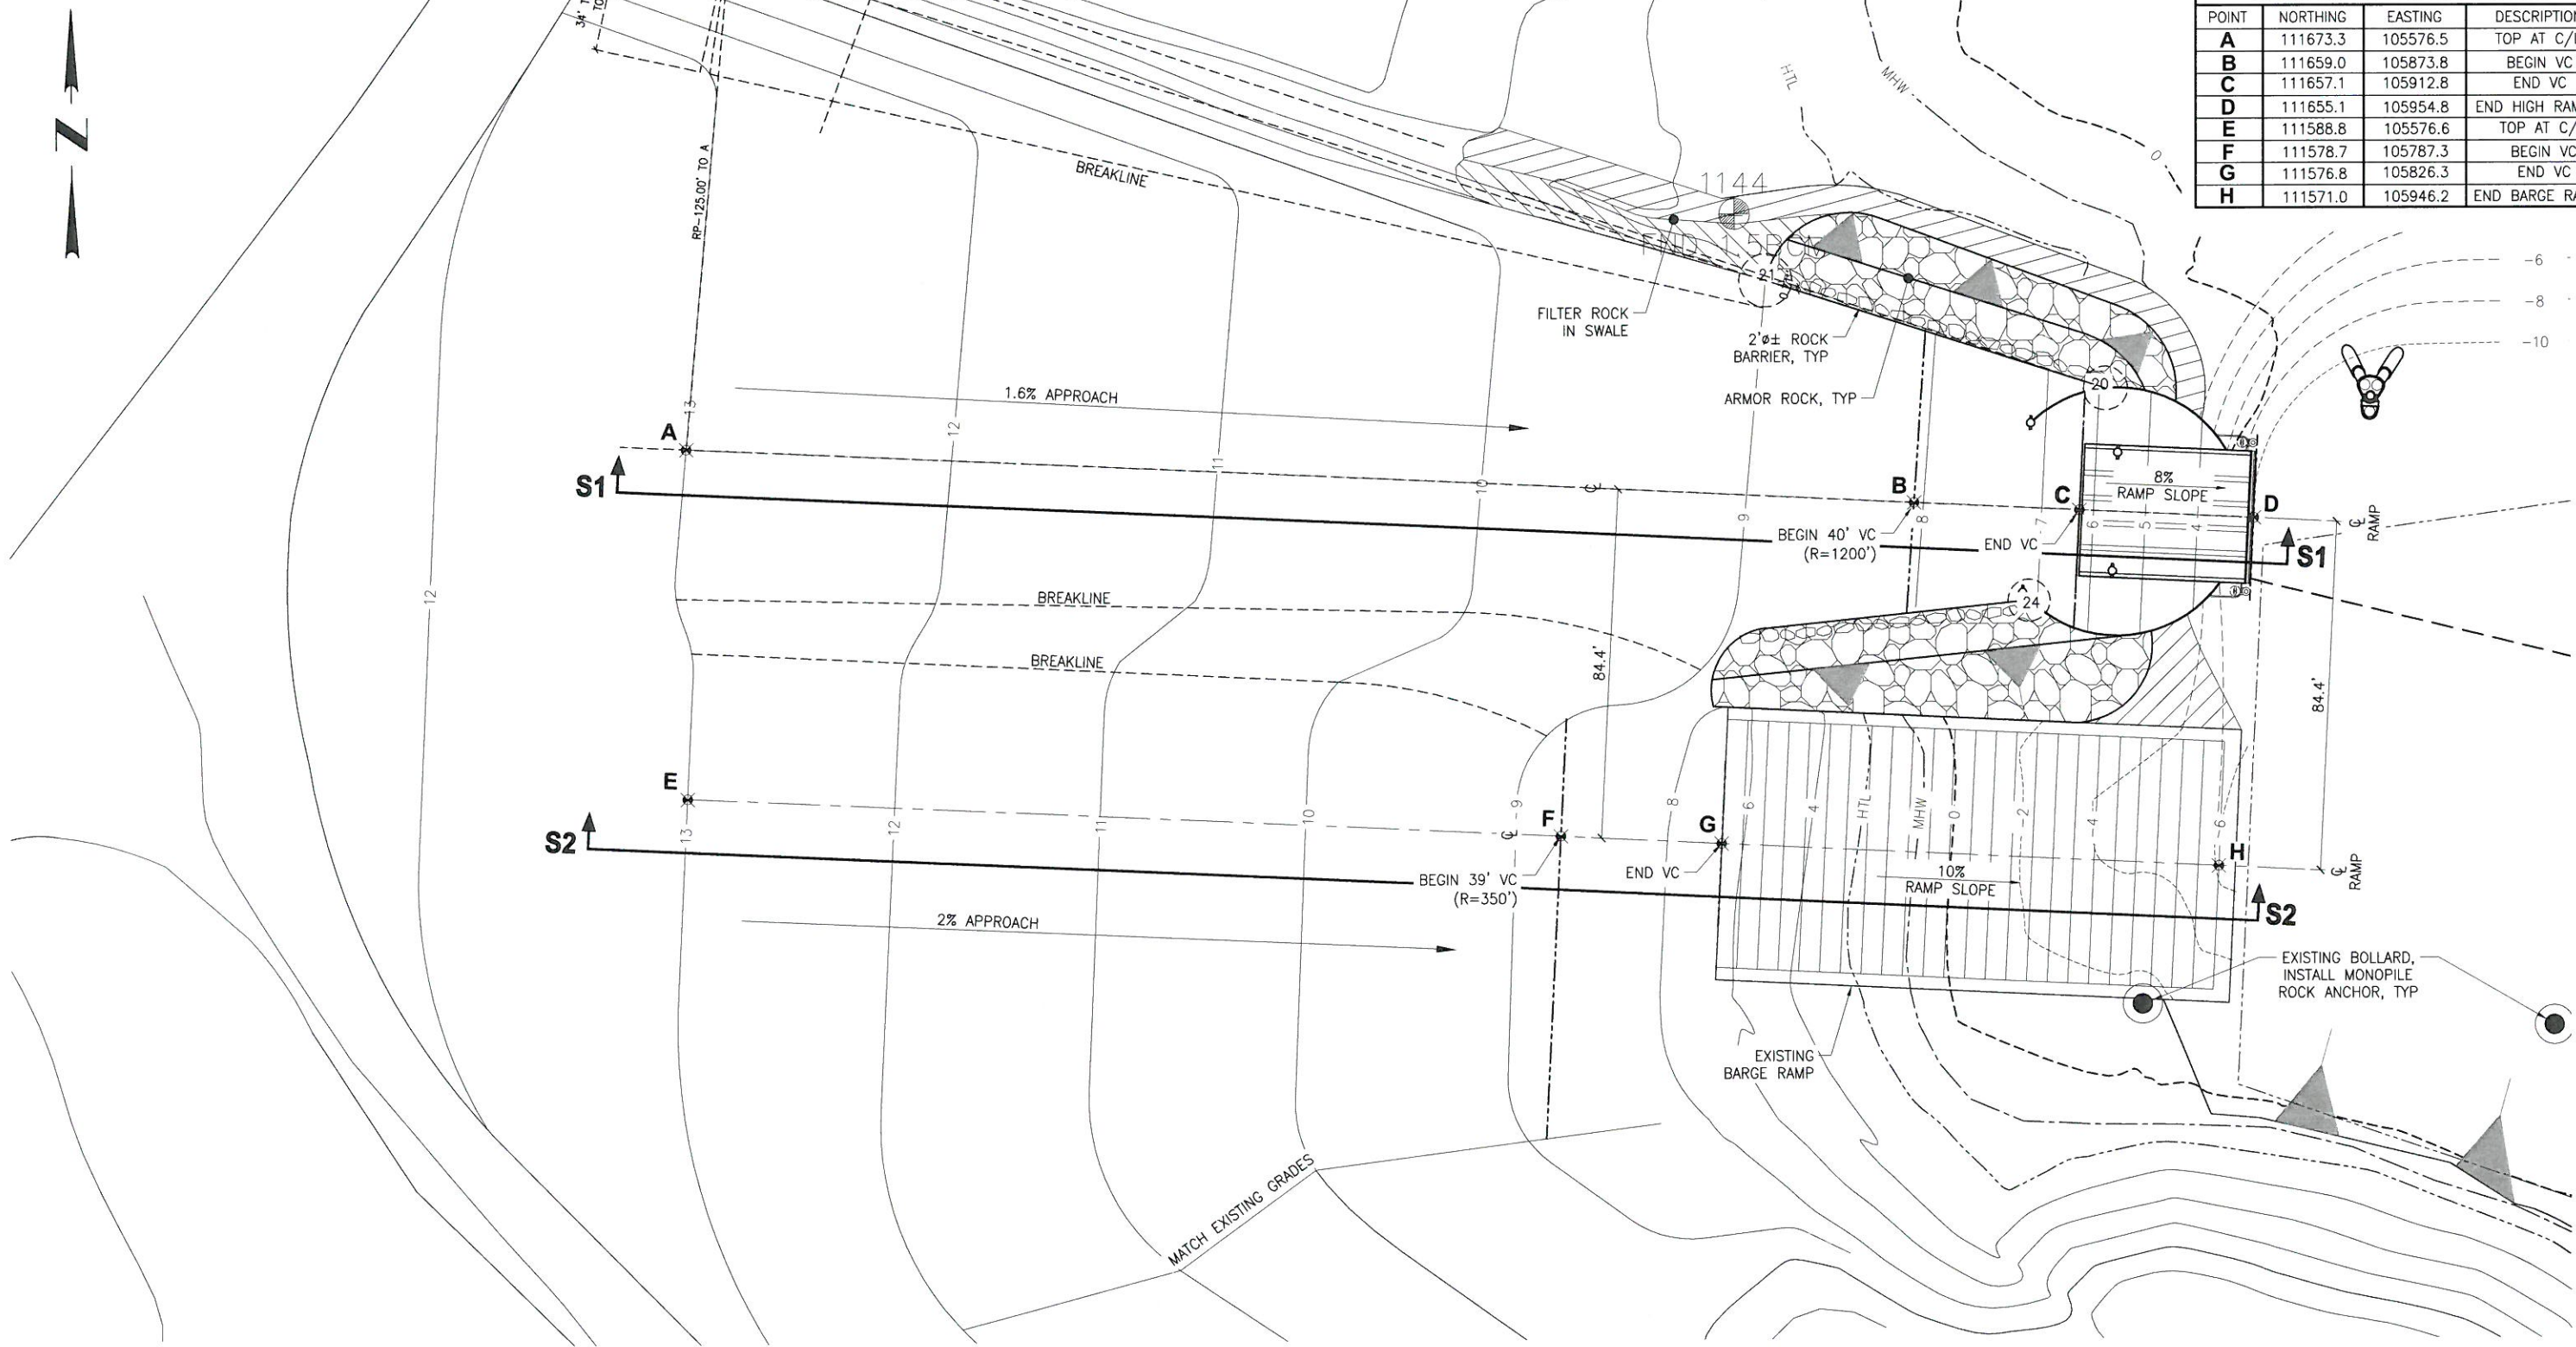 POINT NORTHING EASTING DESCRIPTION
A 111673.3 105576.5 TOP AT C/
B 111659.0 105873.8 BEGIN VC
C 111657.1 105912.8 END VC
D 111655.1 105954.8 END HIGH RAM
E 111588.8 105576.6 TOP AT C/
F 111578.7 105787.3 BEGIN VC
G 111576.8 105826.3 END VC
H 111571.0 105946.2 END BARGE RA
34'
TO
N
RP-125.00' TO A
BREAKLINE
HTL
MHW
0
1144
21
FILTER ROCK
IN SWALE
2'ø± ROCK
BARRIER, TYP
ARMOR ROCK, TYP
20
-6
-8
-10
1.6% APPROACH
13
12
11
10
9
8
7
6
5
4
A
S1
B
C
D
8%
RAMP SLOPE
℄
℄
RAMP
BEGIN 40' VC
(R=1200')
END VC
S1
12
BREAKLINE
BREAKLINE
24
84.4'
84.4'
E
S2
13
12
11
10
9
8
6
4
HTL
MHW
0
-2
-4
-6
℄
F
G
H
BEGIN 39' VC
(R=350')
END VC
10%
RAMP SLOPE
℄
RAMP
S2
2% APPROACH
EXISTING BOLLARD,
INSTALL MONOPILE
ROCK ANCHOR, TYP
EXISTING
BARGE RAMP
MATCH EXISTING GRADES